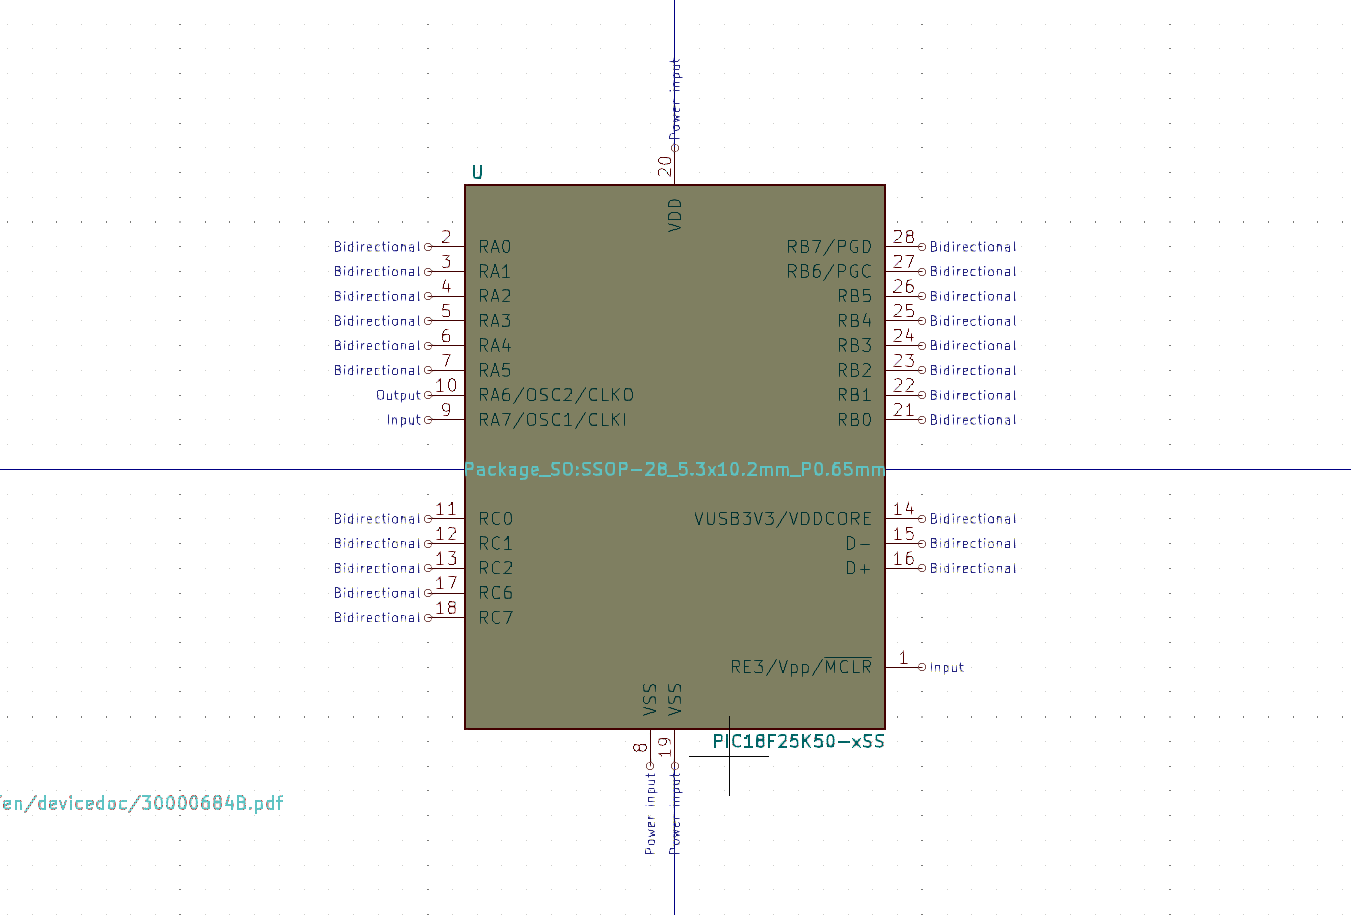 Power input
20
U
VDD
Bidirectional 2 RA0 RB7/PGD 28 Bidirectional
Bidirectional 3 RA1 RB6/PGC 27 Bidirectional
Bidirectional 4 RA2 RB5 26 Bidirectional
Bidirectional 5 RA3 RB4 25 Bidirectional
Bidirectional 6 RA4 RB3 24 Bidirectional
Bidirectional 7 RA5 RB2 23 Bidirectional
Output 10 RA6/OSC2/CLKO RB1 22 Bidirectional
Input 9 RA7/OSC1/CLKI RB0 21 Bidirectional
Package_SO:SSOP-28_5.3x10.2mm_P0.65mm
Bidirectional 11 RC0 VUSB3V3/VDDCORE 14 Bidirectional
Bidirectional 12 RC1 D- 15 Bidirectional
Bidirectional 13 RC2 D+ 16 Bidirectional
Bidirectional 17 RC6
Bidirectional 18 RC7
RE3/Vpp/MCLR 1 Input
VSS VSS
8 19
PIC18F25K50-xSS
Power input Power input
/en/devicedoc/30000684B.pdf